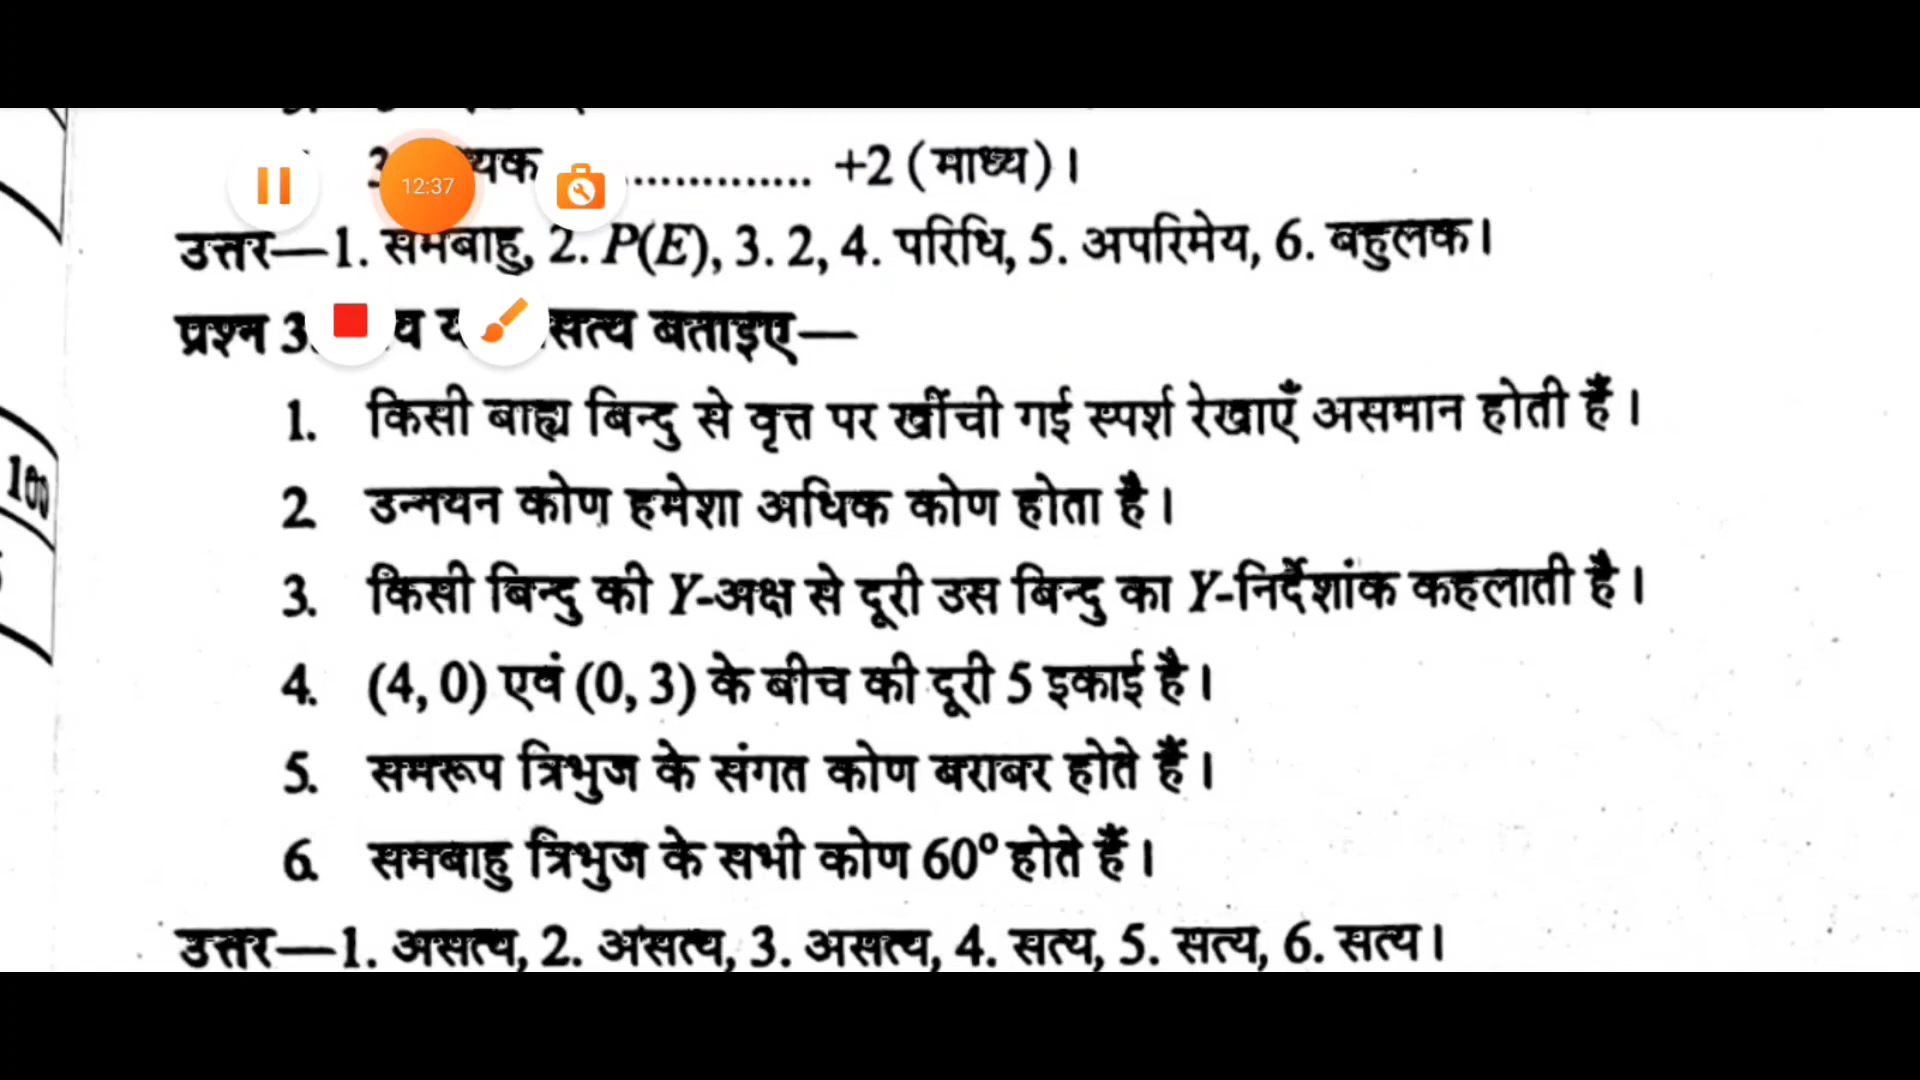 12:37
............... +2 (माध्य)।
उत्तर—1. समबाहु, 2. P(E), 3. 2, 4. परिधि, 5. अपरिमेय, 6. बहुलक।
प्रश्न 3. बताइए—
1. किसी बाह्य बिन्दु से वृत्त पर खींची गई स्पर्श रेखाएँ असमान होती हैं।
2. उन्नयन कोण हमेशा अधिक कोण होता है।
3. किसी बिन्दु की Y-अक्ष से दूरी उस बिन्दु का Y-निर्देशांक कहलाती है।
4. (4, 0) एवं (0, 3) के बीच की दूरी 5 इकाई है।
100
5. समरूप त्रिभुज के संगत कोण बराबर होते हैं।
6. समबाहु त्रिभुज के सभी कोण 60° होते हैं।
उत्तर—1. असत्य, 2. असत्य, 3. असत्य, 4. सत्य, 5. सत्य, 6. सत्य।